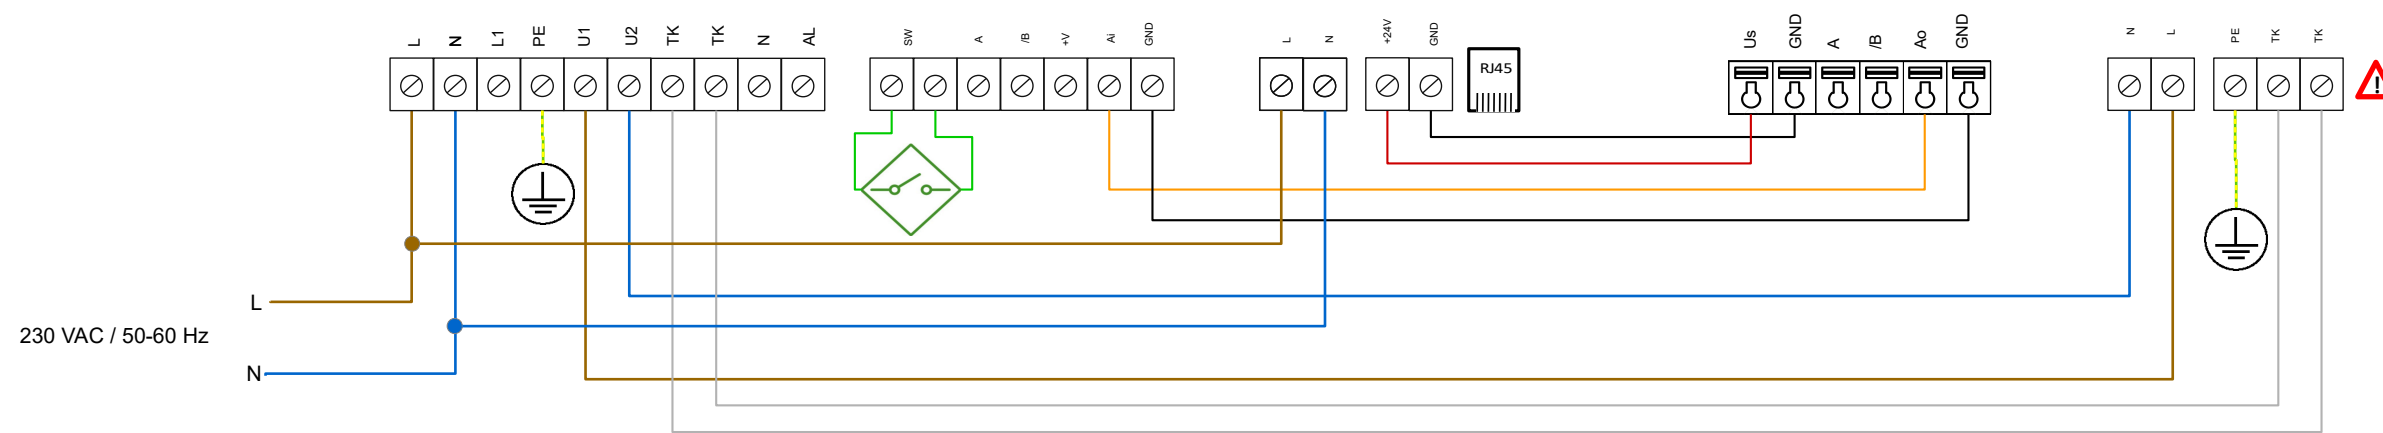 L N L1 PE U1 U2 TK TK N AL
SW A /B +V Ai GND
L N
+24V GND
RJ45
Us GND A /B Ao GND
N L
PE TK TK
!
L
230 VAC / 50-60 Hz
N